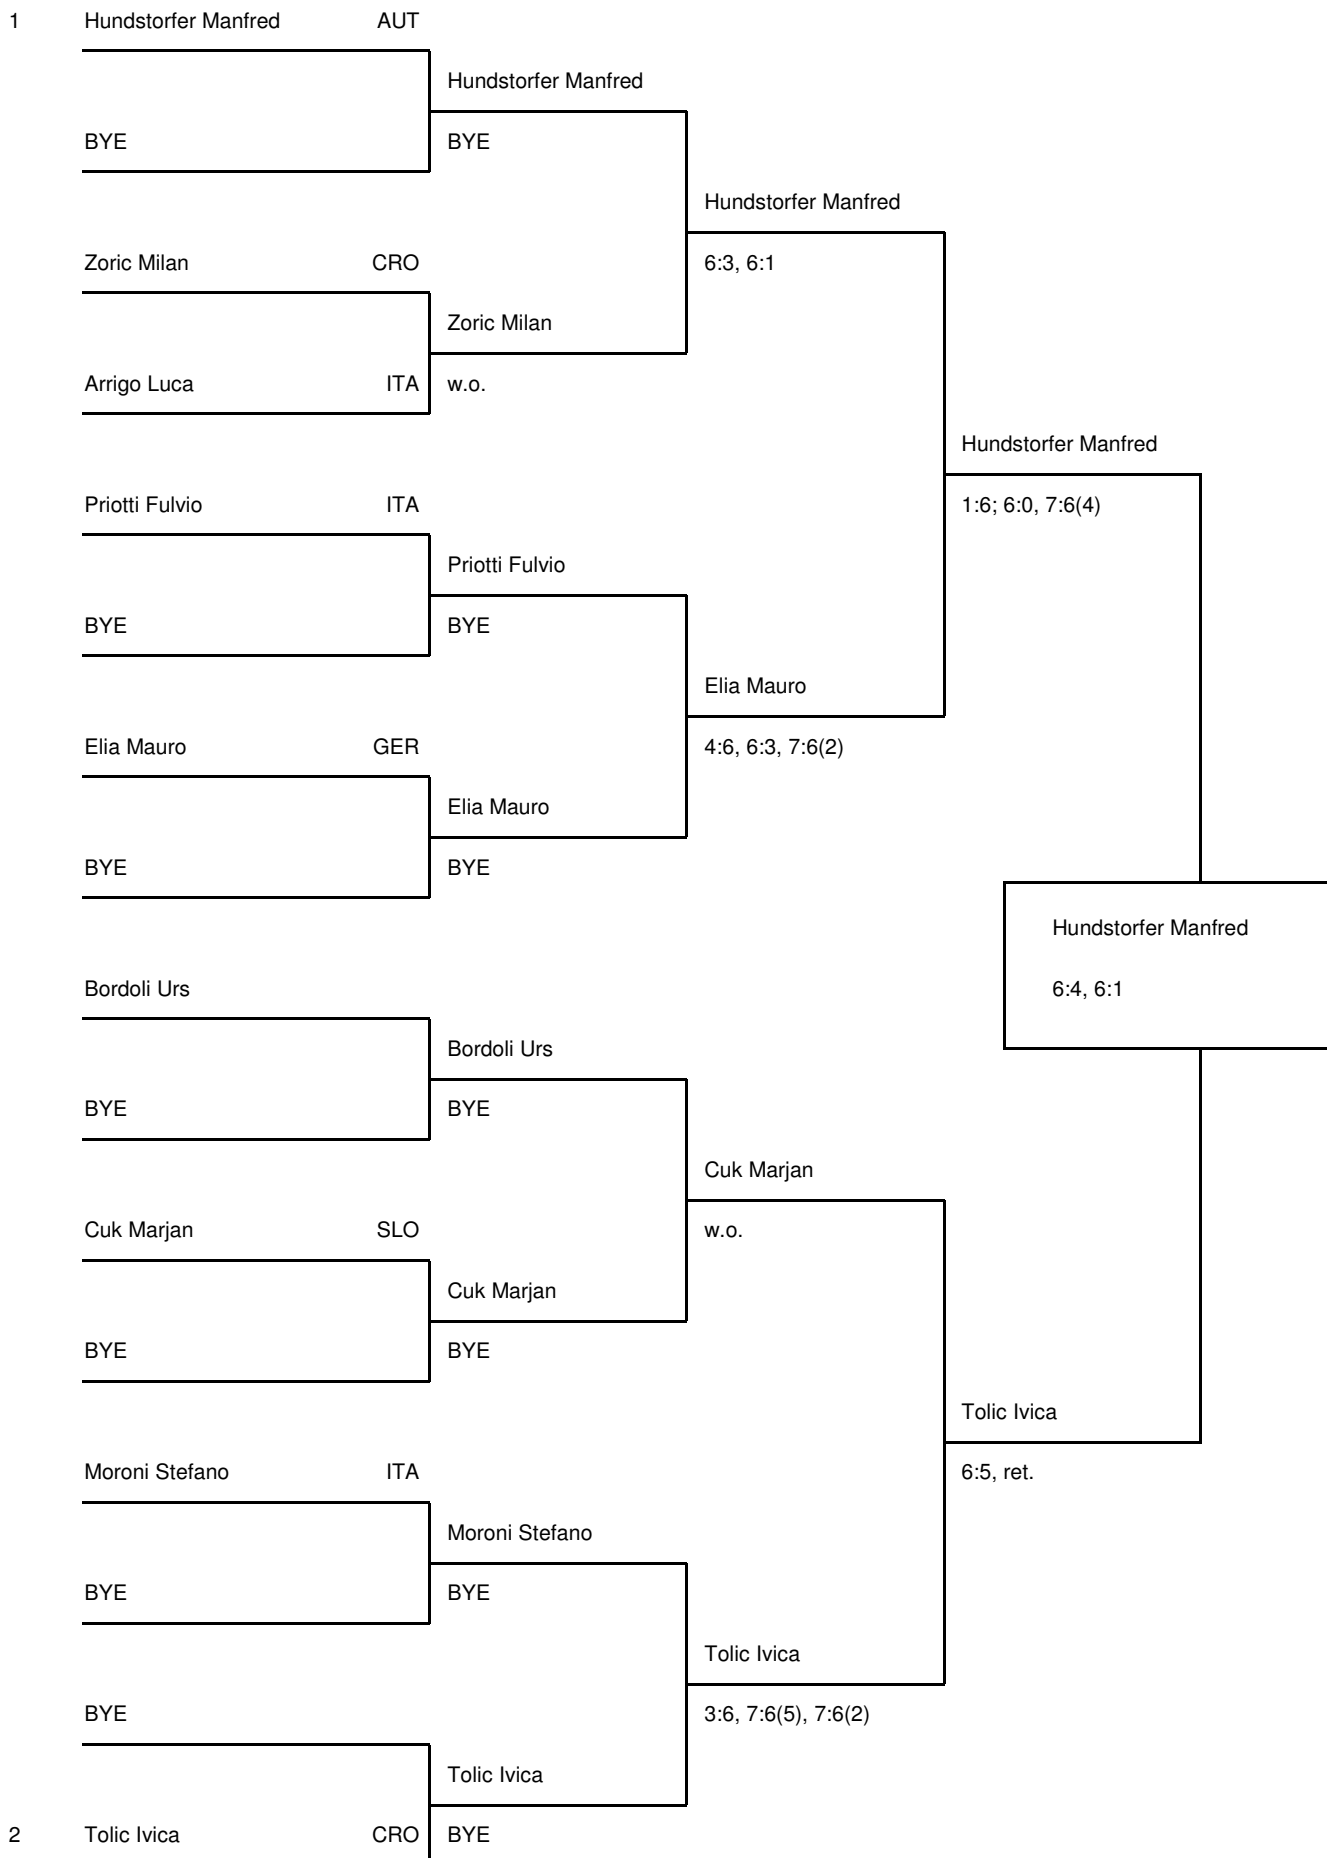 1 Hundstorfer Manfred AUT
Hundstorfer Manfred
BYE BYE
Hundstorfer Manfred
Zoric Milan CRO 6:3, 6:1
Zoric Milan
Arrigo Luca ITA w.o.
Hundstorfer Manfred
Priotti Fulvio ITA 1:6; 6:0, 7:6(4)
Priotti Fulvio
BYE BYE
Elia Mauro
Elia Mauro GER 4:6, 6:3, 7:6(2)
Elia Mauro
BYE BYE
Hundstorfer Manfred
Bordoli Urs 6:4, 6:1
Bordoli Urs
BYE BYE
Cuk Marjan
Cuk Marjan SLO w.o.
Cuk Marjan
BYE BYE
Tolic Ivica
Moroni Stefano ITA 6:5, ret.
Moroni Stefano
BYE BYE
Tolic Ivica
BYE 3:6, 7:6(5), 7:6(2)
Tolic Ivica
2 Tolic Ivica CRO BYE